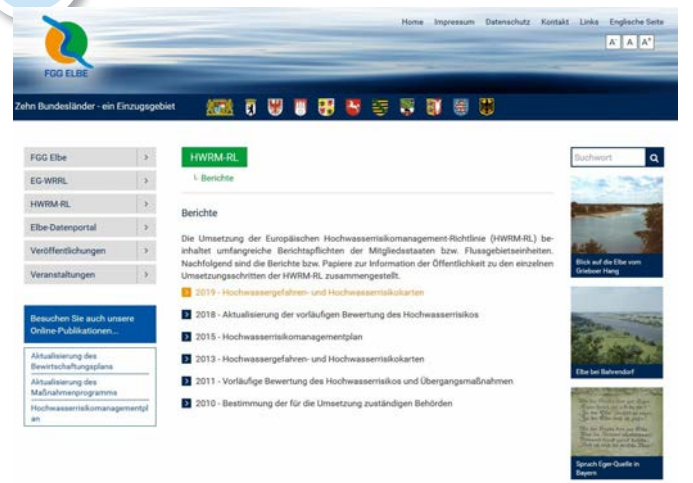 Home Impressum Datenschutz Kontakt Links Englische Seite
A- A A+
FGG ELBE
Zehn Bundesländer - ein Einzugsgebiet
FGG Elbe
EG-WRRL
HWRM-RL
Elbe-Datenportal
Veröffentlichungen
Veranstaltungen
Besuchen Sie auch unsere
Online-Publikationen...
Aktualisierung des
Bewirtschaftungsplans
Aktualisierung des
Maßnahmenprogramms
Hochwasserrisikomanagementpl
an
HWRM-RL
Berichte
Berichte
Die Umsetzung der Europäischen Hochwasserrisikomanagement-Richtlinie (HWRM-RL) be-
inhaltet umfangreiche Berichtspflichten der Mitgliedsstaaten bzw. Flussgebietseinheiten.
Nachfolgend sind die Berichte bzw. Papiere zur Information der Öffentlichkeit zu den einzelnen
Umsetzungsschritten der HWRM-RL zusammengestellt.
2019 - Hochwassergefahren- und Hochwasserrisikokarten
2018 - Aktualisierung der vorläufigen Bewertung des Hochwasserrisikos
2015 - Hochwasserrisikomanagementplan
2013 - Hochwassergefahren- und Hochwasserrisikokarten
2011 - Vorläufige Bewertung des Hochwasserrisikos und Übergangsmaßnahmen
2010 - Bestimmung der für die Umsetzung zuständigen Behörden
Suchwort
Blick auf die Elbe vom
Grieboer Hang
Elbe bei Bahrendorf
Spruch Eger-Quelle in
Bayern